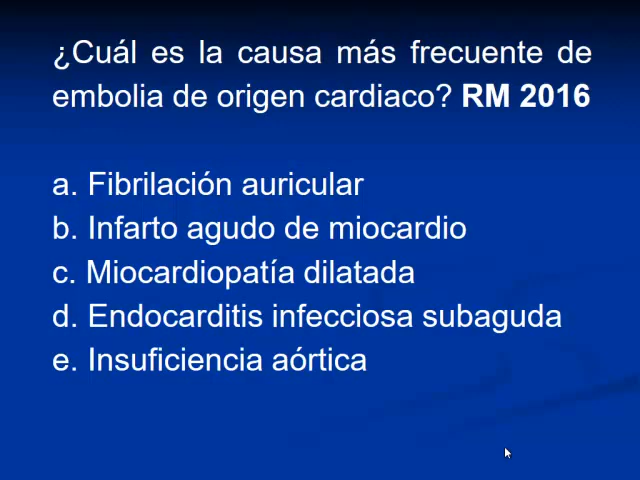 ¿Cuál es la causa más frecuente de
embolia de origen cardiaco? RM 2016
a. Fibrilación auricular
b. Infarto agudo de miocardio
c. Miocardiopatía dilatada
d. Endocarditis infecciosa subaguda
e. Insuficiencia aórtica